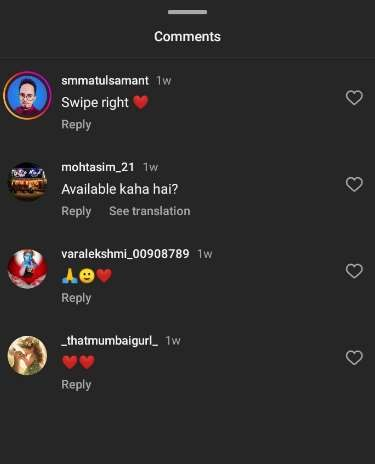 Comments
smmatulsamant 1w
Swipe right ❤️
Reply
mohtasim_21 1w
Available kaha hai?
Reply See translation
varalekshmi_00908789 1w
🙏🙂❤️
Reply
_thatmumbaigurl_ 1w
❤️❤️
Reply